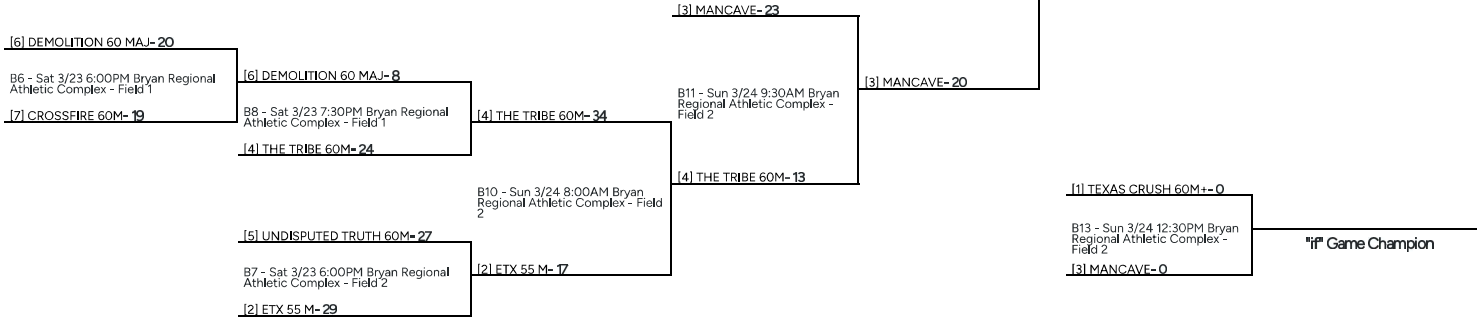 [3] MANCAVE- 23
[6] DEMOLITION 60 MAJ- 20
B6 - Sat 3/23 6:00PM Bryan Regional
Athletic Complex - Field 1
[7] CROSSFIRE 60M- 19
[6] DEMOLITION 60 MAJ- 8
B8 - Sat 3/23 7:30PM Bryan Regional
Athletic Complex - Field 1
[4] THE TRIBE 60M- 24
[4] THE TRIBE 60M- 34
B11 - Sun 3/24 9:30AM Bryan
Regional Athletic Complex -
Field 2
[3] MANCAVE- 20
B10 - Sun 3/24 8:00AM Bryan
Regional Athletic Complex - Field
2
[4] THE TRIBE 60M- 13
[5] UNDISPUTED TRUTH 60M- 27
B7 - Sat 3/23 6:00PM Bryan Regional
Athletic Complex - Field 2
[2] ETX 55 M- 29
[2] ETX 55 M- 17
[1] TEXAS CRUSH 60M+- 0
B13 - Sun 3/24 12:30PM Bryan
Regional Athletic Complex -
Field 2
[3] MANCAVE- 0
"if" Game Champion